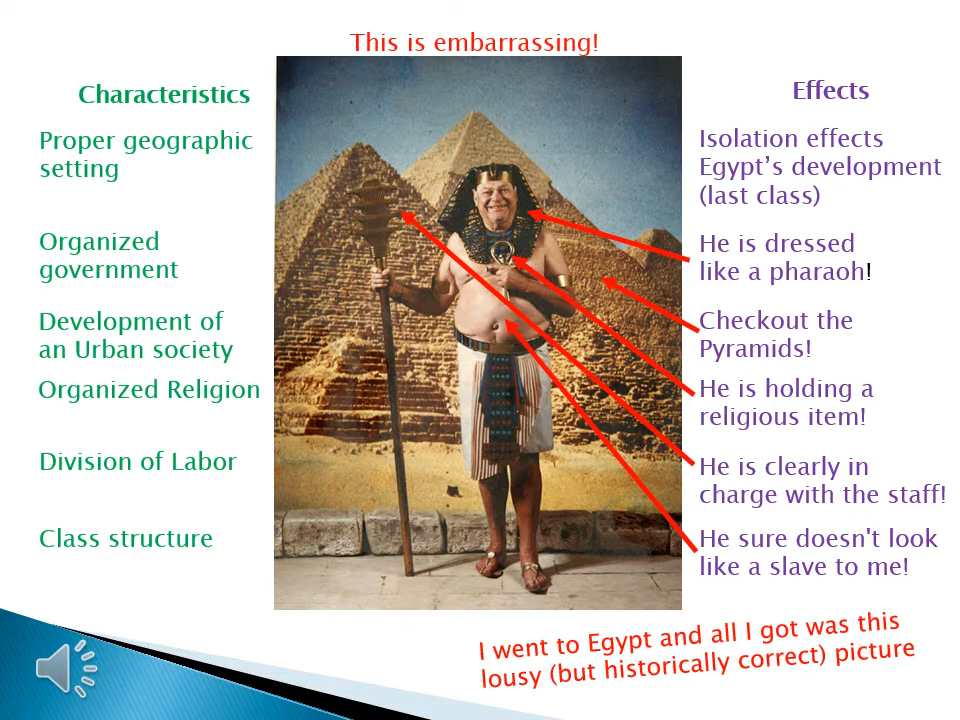 This is embarrassing!
Characteristics
Proper geographic
setting
Organized
government
Development of
an Urban society
Organized Religion
Division of Labor
Class structure
Effects
Isolation effects
Egypt’s development
(last class)
He is dressed
like a pharaoh!
Checkout the
Pyramids!
He is holding a
religious item!
He is clearly in
charge with the staff!
He sure doesn't look
like a slave to me!
I went to Egypt and all I got was this
lousy (but historically correct) picture